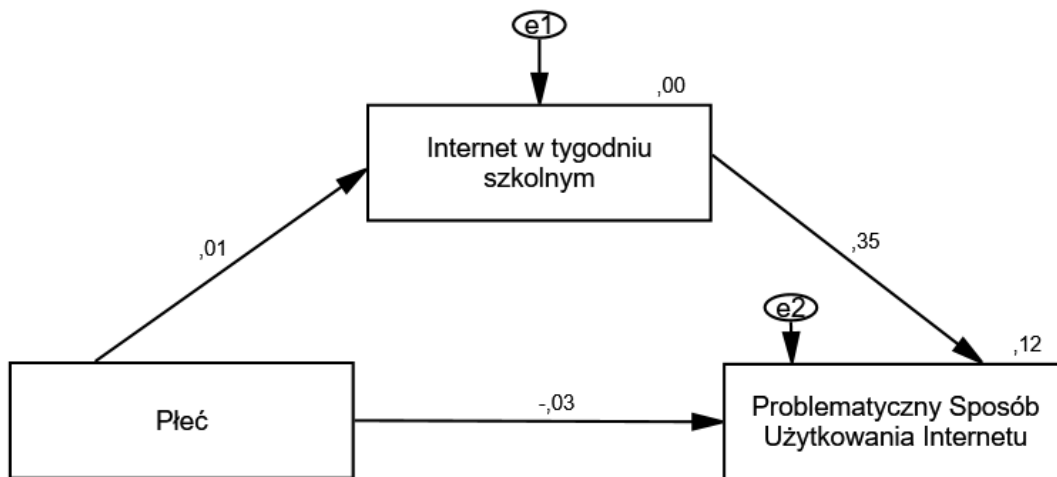 e1
,00
Internet w tygodniu
szkolnym
,01
,35
e2
,12
Płeć
-,03
Problematyczny Sposób
Użytkowania Internetu